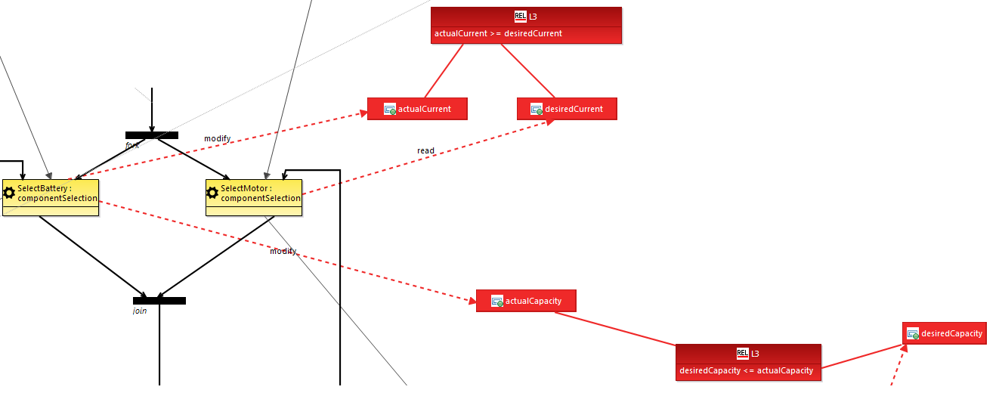 REL L3
actualCurrent >= desiredCurrent
actualCurrent
desiredCurrent
fork
modify
read
SelectBattery :
componentSelection
SelectMotor :
componentSelection
modify
actualCapacity
join
desiredCapacity
REL L3
desiredCapacity <= actualCapacity